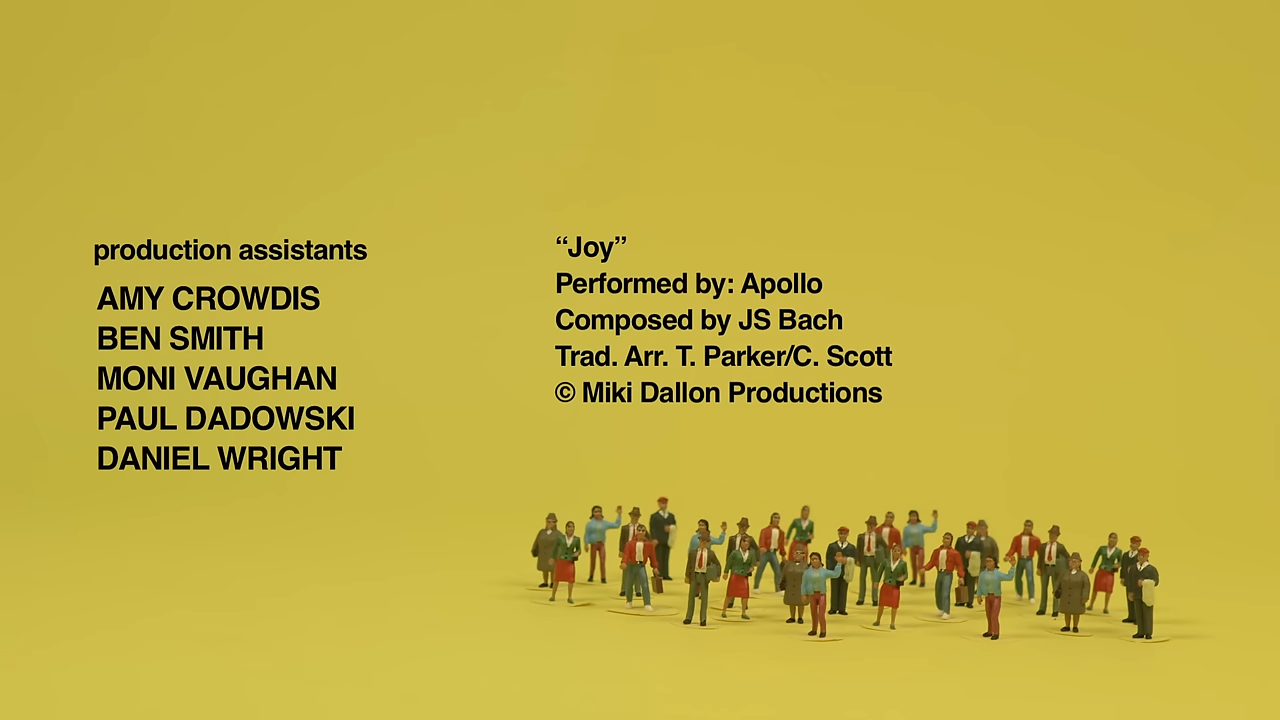 production assistants
AMY CROWDIS
BEN SMITH
MONI VAUGHAN
PAUL DADOWSKI
DANIEL WRIGHT
“Joy”
Performed by: Apollo
Composed by JS Bach
Trad. Arr. T. Parker/C. Scott
© Miki Dallon Productions